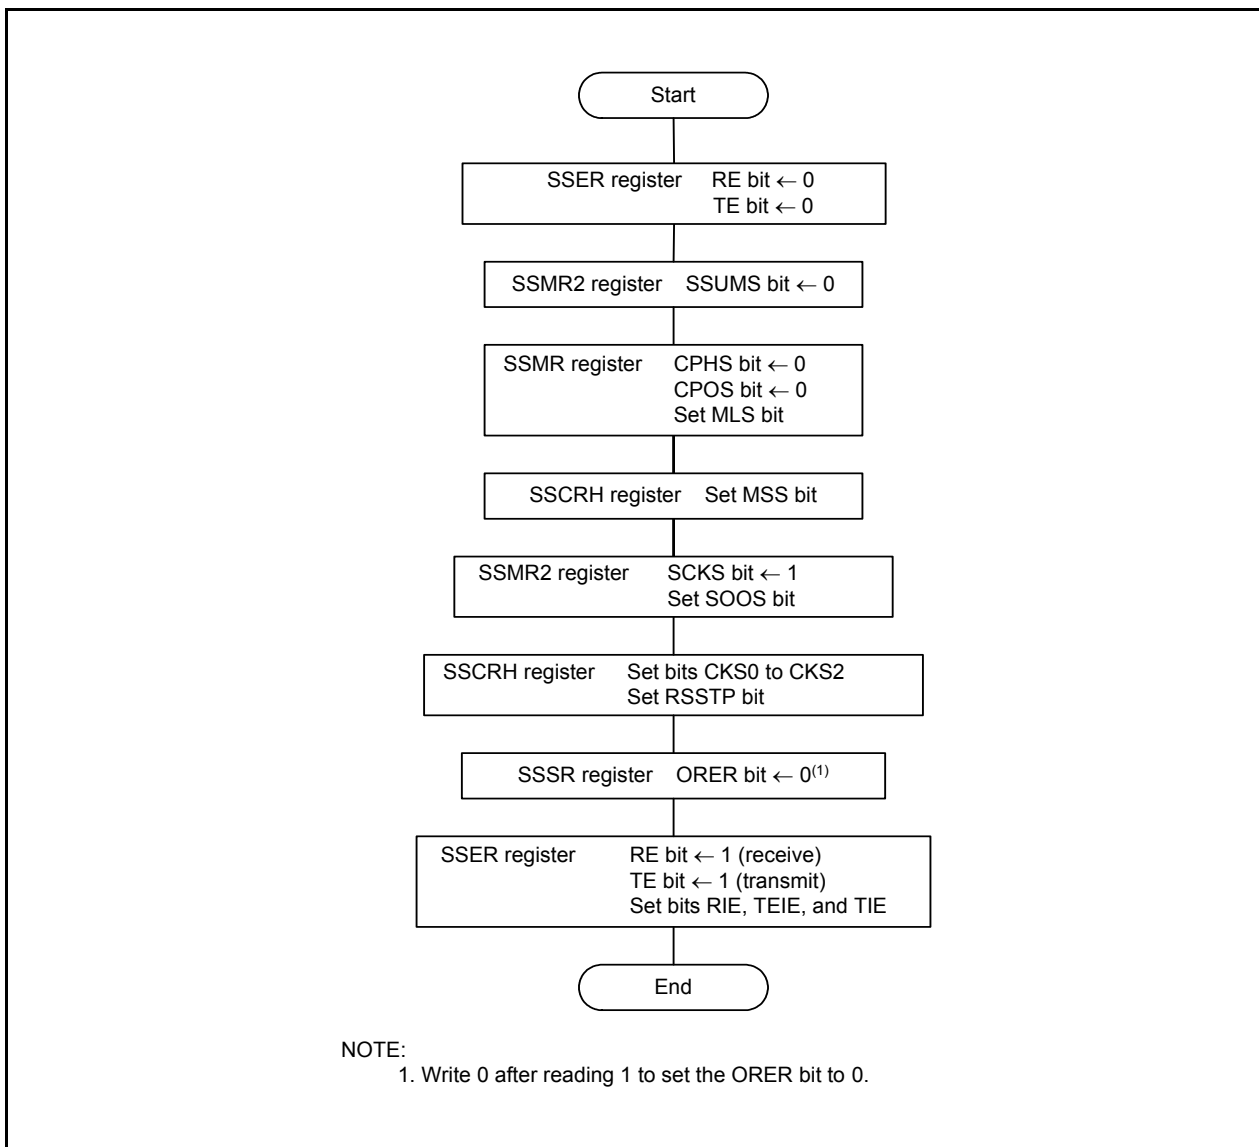 Start
SSER register RE bit ← 0
TE bit ← 0
SSMR2 register SSUMS bit ← 0
SSMR register CPHS bit ← 0
CPOS bit ← 0
Set MLS bit
SSCRH register Set MSS bit
SSMR2 register SCKS bit ← 1
Set SOOS bit
SSCRH register Set bits CKS0 to CKS2
Set RSSTP bit
SSSR register ORER bit ← 0(1)
SSER register RE bit ← 1 (receive)
TE bit ← 1 (transmit)
Set bits RIE, TEIE, and TIE
End
NOTE:
1. Write 0 after reading 1 to set the ORER bit to 0.